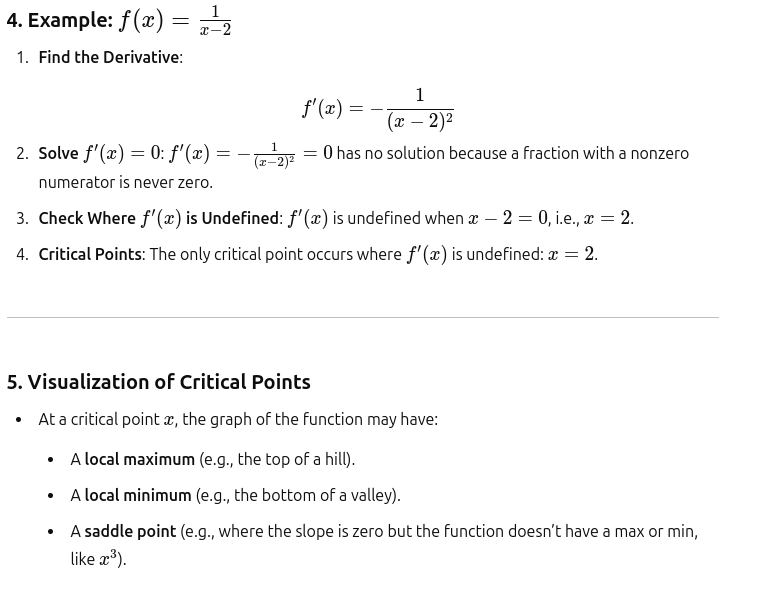 4. Example: f(x) = 1/(x−2)
1. Find the Derivative:
f′(x) = −1/(x − 2)²
2. Solve f′(x) = 0: f′(x) = −1/(x−2)² = 0 has no solution because a fraction with a nonzero
numerator is never zero.
3. Check Where f′(x) is Undefined: f′(x) is undefined when x − 2 = 0, i.e., x = 2.
4. Critical Points: The only critical point occurs where f′(x) is undefined: x = 2.
5. Visualization of Critical Points
• At a critical point x, the graph of the function may have:
• A local maximum (e.g., the top of a hill).
• A local minimum (e.g., the bottom of a valley).
• A saddle point (e.g., where the slope is zero but the function doesn’t have a max or min,
like x³).